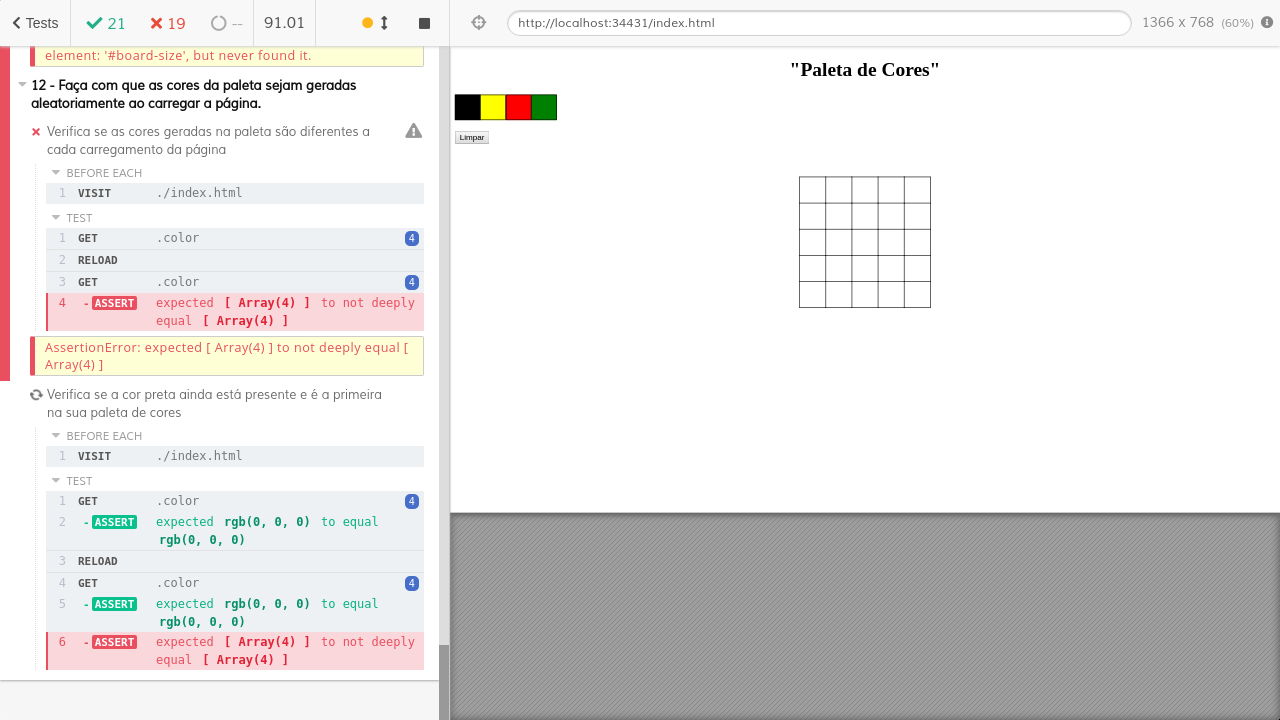 Tests
21
19
--
91.01
http://localhost:34431/index.html
1366 x 768 (60%)
element: '#board-size', but never found it.
12 - Faça com que as cores da paleta sejam geradas
aleatoriamente ao carregar a página.
Verifica se as cores geradas na paleta são diferentes a
cada carregamento da página
BEFORE EACH
1 VISIT ./index.html
TEST
1 GET .color 4
2 RELOAD
3 GET .color 4
4 -ASSERT expected [ Array(4) ] to not deeply
equal [ Array(4) ]
AssertionError: expected [ Array(4) ] to not deeply equal [
Array(4) ]
Verifica se a cor preta ainda está presente e é a primeira
na sua paleta de cores
BEFORE EACH
1 VISIT ./index.html
TEST
1 GET .color 4
2 -ASSERT expected rgb(0, 0, 0) to equal
rgb(0, 0, 0)
3 RELOAD
4 GET .color 4
5 -ASSERT expected rgb(0, 0, 0) to equal
rgb(0, 0, 0)
6 -ASSERT expected [ Array(4) ] to not deeply
equal [ Array(4) ]
"Paleta de Cores"
Limpar